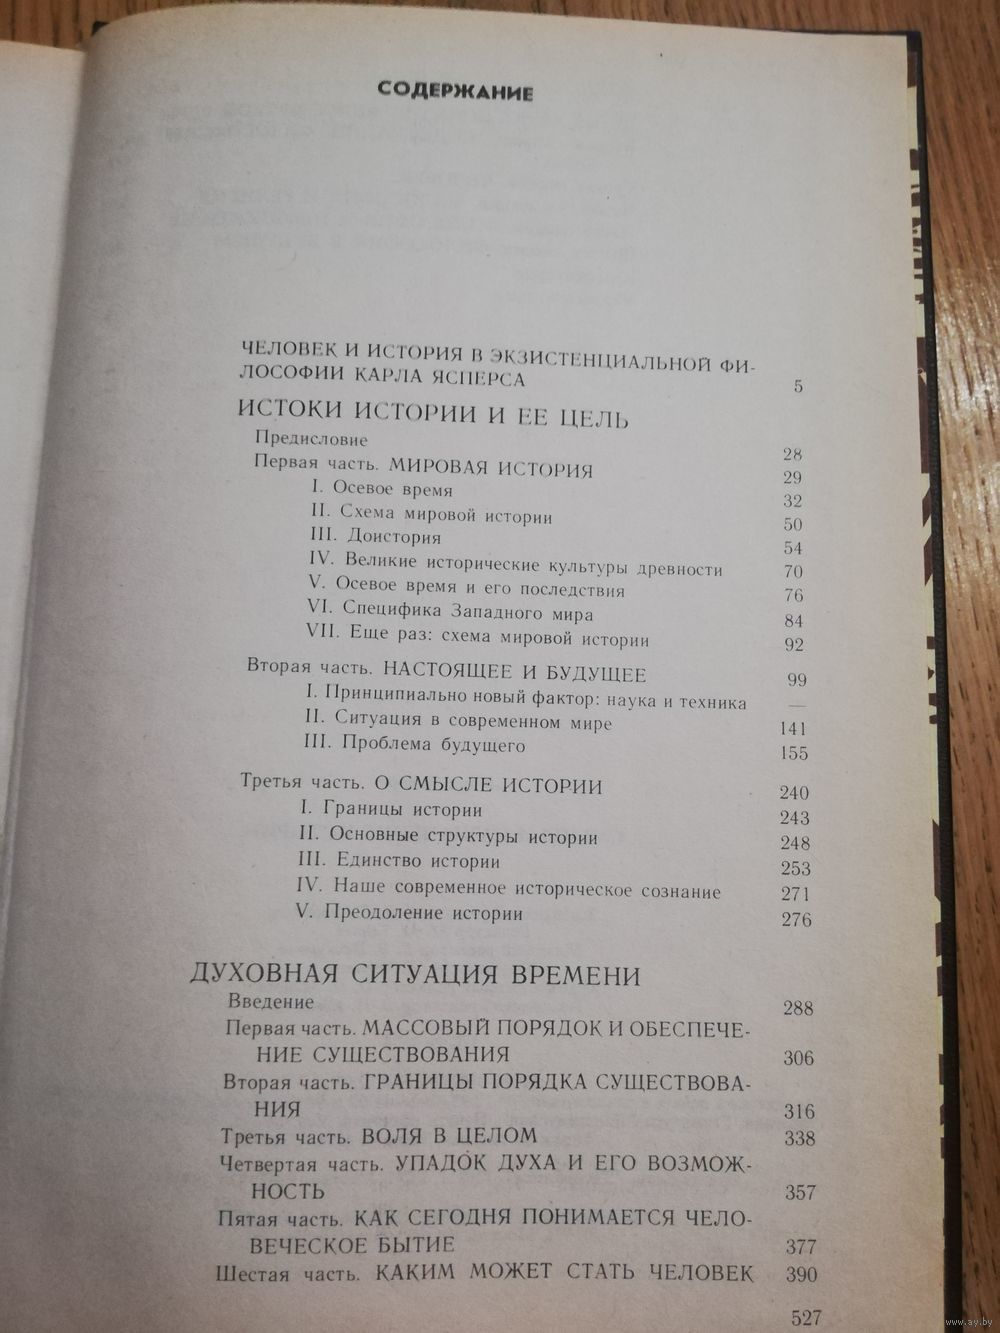 СОДЕРЖАНИЕ
ЧЕЛОВЕК И ИСТОРИЯ В ЭКЗИСТЕНЦИАЛЬНОЙ ФИ-
ЛОСОФИИ КАРЛА ЯСПЕРСА 5
ИСТОКИ ИСТОРИИ И ЕЕ ЦЕЛЬ
Предисловие 28
Первая часть. МИРОВАЯ ИСТОРИЯ 29
I. Осевое время 32
II. Схема мировой истории 50
III. Доистория 54
IV. Великие исторические культуры древности 70
V. Осевое время и его последствия 76
VI. Специфика Западного мира 84
VII. Еще раз: схема мировой истории 92
Вторая часть. НАСТОЯЩЕЕ И БУДУЩЕЕ 99
I. Принципиально новый фактор: наука и техника —
II. Ситуация в современном мире 141
III. Проблема будущего 155
Третья часть. О СМЫСЛЕ ИСТОРИИ 240
I. Границы истории 243
II. Основные структуры истории 248
III. Единство истории 253
IV. Наше современное историческое сознание 271
V. Преодоление истории 276
ДУХОВНАЯ СИТУАЦИЯ ВРЕМЕНИ
Введение 288
Первая часть. МАССОВЫЙ ПОРЯДОК И ОБЕСПЕЧЕ-
НИЕ СУЩЕСТВОВАНИЯ 306
Вторая часть. ГРАНИЦЫ ПОРЯДКА СУЩЕСТВОВА-
НИЯ 316
Третья часть. ВОЛЯ В ЦЕЛОМ 338
Четвертая часть. УПАДОК ДУХА И ЕГО ВОЗМОЖ-
НОСТЬ 357
Пятая часть. КАК СЕГОДНЯ ПОНИМАЕТСЯ ЧЕЛО-
ВЕЧЕСКОЕ БЫТИЕ 377
Шестая часть. КАКИМ МОЖЕТ СТАТЬ ЧЕЛОВЕК 390
527
www.ay.by